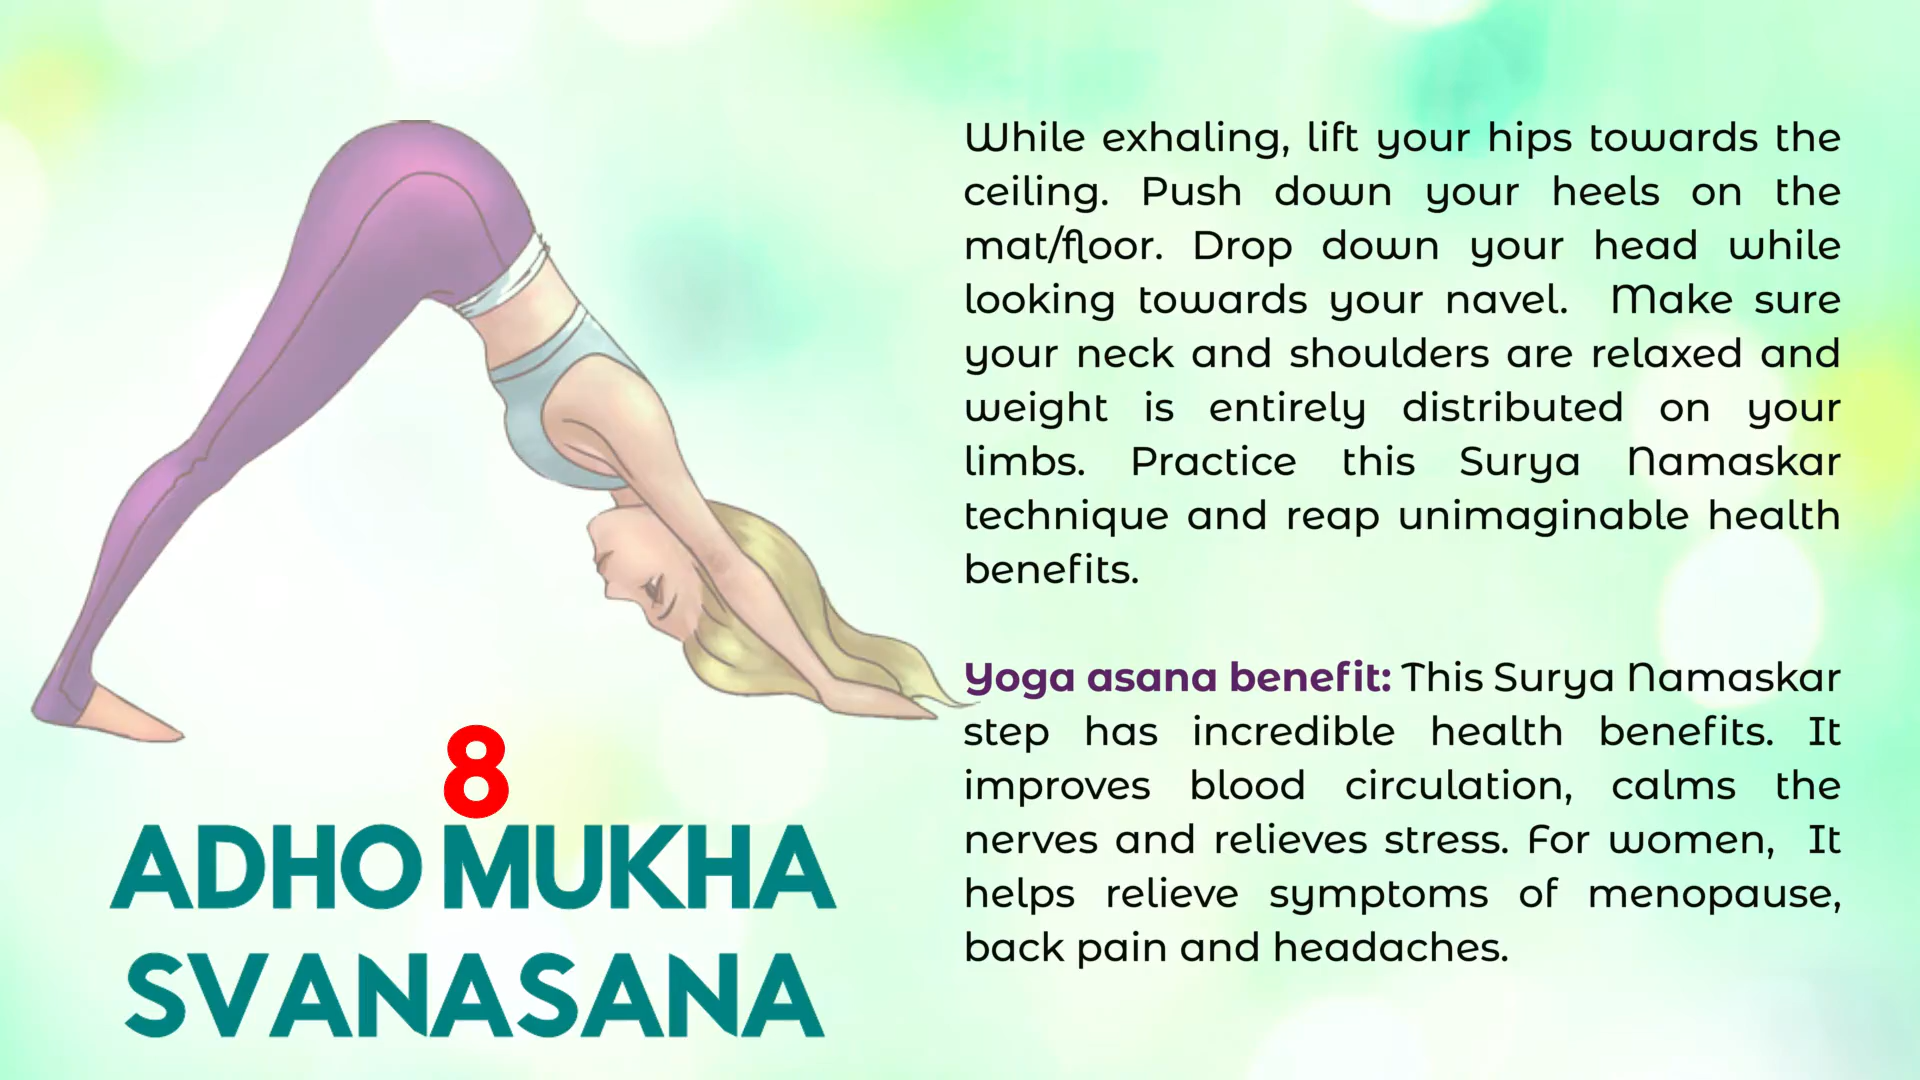 While exhaling, lift your hips towards the
ceiling. Push down your heels on the
mat/floor. Drop down your head while
looking towards your navel. Make sure
your neck and shoulders are relaxed and
weight is entirely distributed on your
limbs. Practice this Surya Namaskar
technique and reap unimaginable health
benefits.
Yoga asana benefit: This Surya Namaskar
step has incredible health benefits. It
improves blood circulation, calms the
nerves and relieves stress. For women, It
helps relieve symptoms of menopause,
back pain and headaches.
8
ADHO MUKHA
SVANASANA